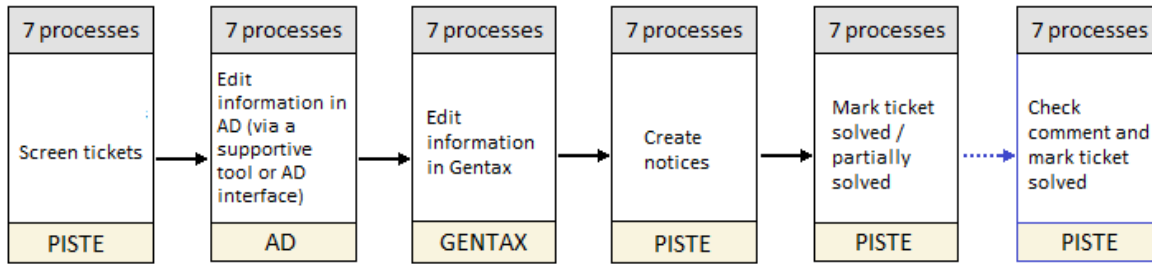 7 processes
Screen tickets
PISTE
7 processes
Edit
information in
AD (via a
supportive
tool or AD
interface)
AD
7 processes
Edit
information
in Gentax
GENTAX
7 processes
Create
notices
PISTE
7 processes
Mark ticket
solved /
partially
solved
PISTE
7 processes
Check
comment and
mark ticket
solved
PISTE